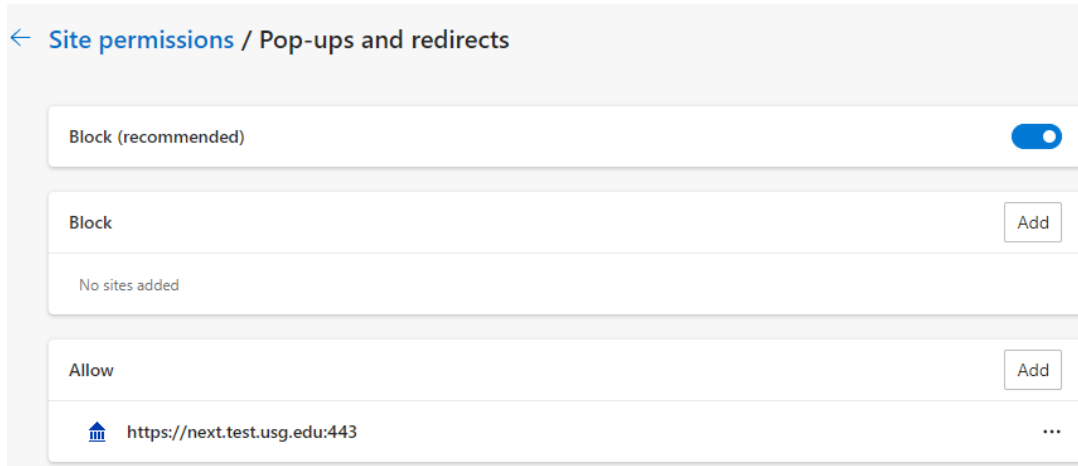 Site permissions / Pop-ups and redirects
Block (recommended)
Block
Add
No sites added
Allow
Add
https://next.test.usg.edu:443